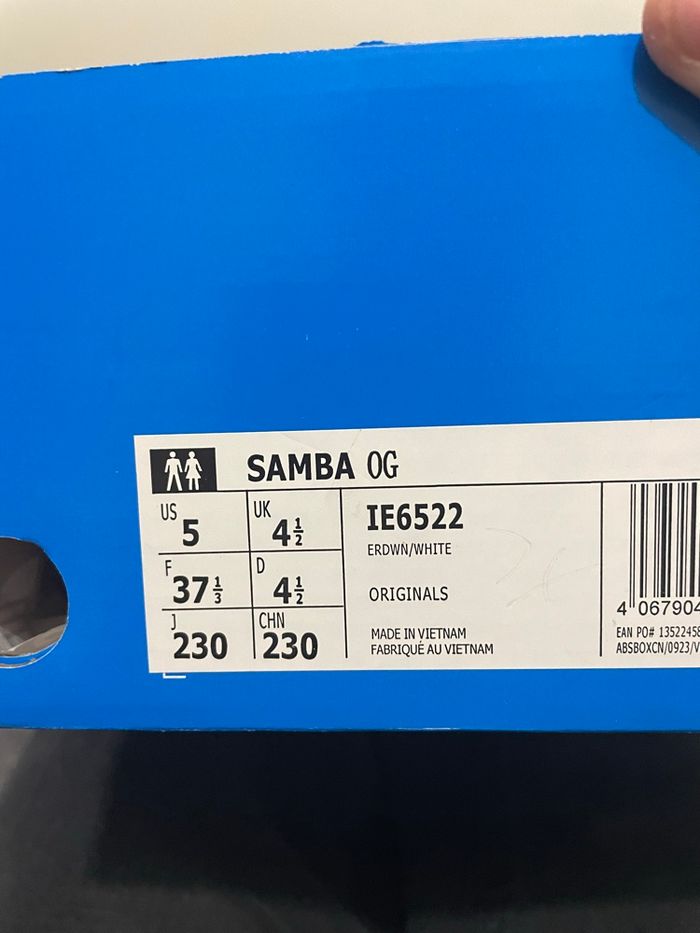 SAMBA OG
US 5 UK 4½
F 37⅓ D 4½
J 230 CHN 230
IE6522
ERDWN/WHITE
ORIGINALS
MADE IN VIETNAM
FABRIQUÉ AU VIETNAM
4 067904
EAN PO# 13522458
ABSBOXCN/0923/V